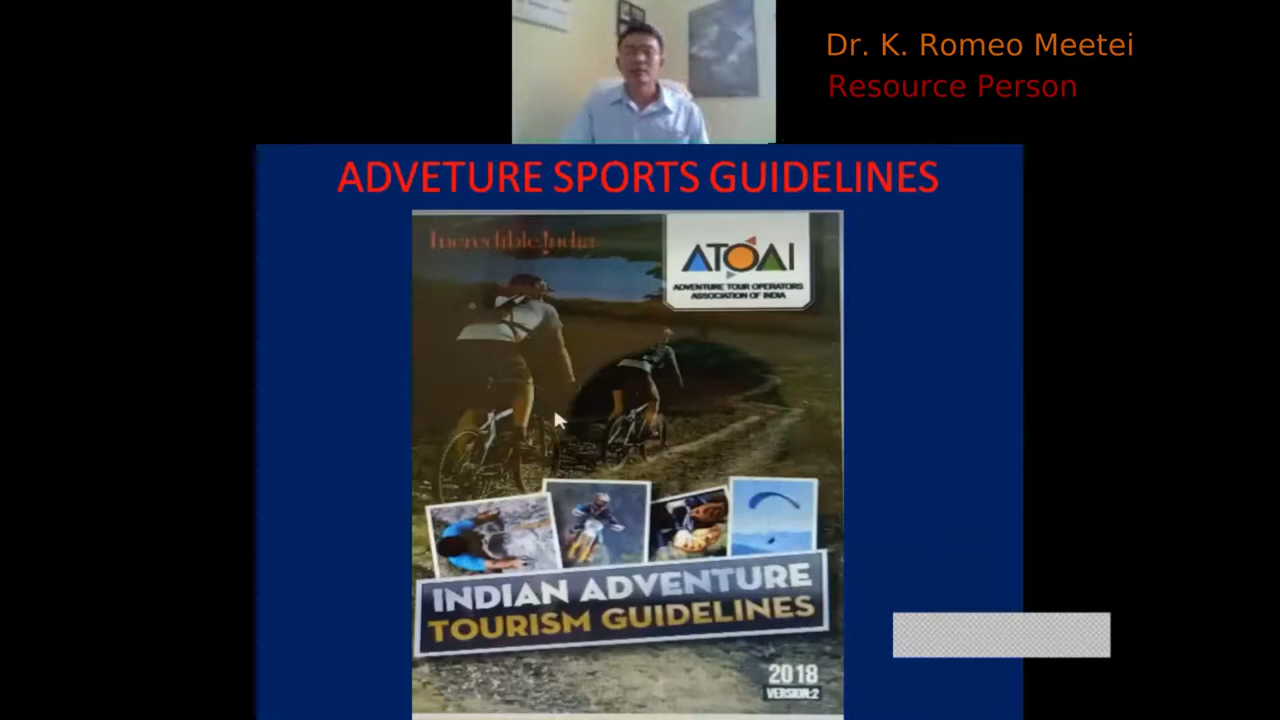 Dr. K. Romeo Meetei
Resource Person
ADVETURE SPORTS GUIDELINES
Incredible!ndia
ATOAI
ADVENTURE TOUR OPERATORS
ASSOCIATION OF INDIA
INDIAN ADVENTURE
TOURISM GUIDELINES
2018
VERSION:2